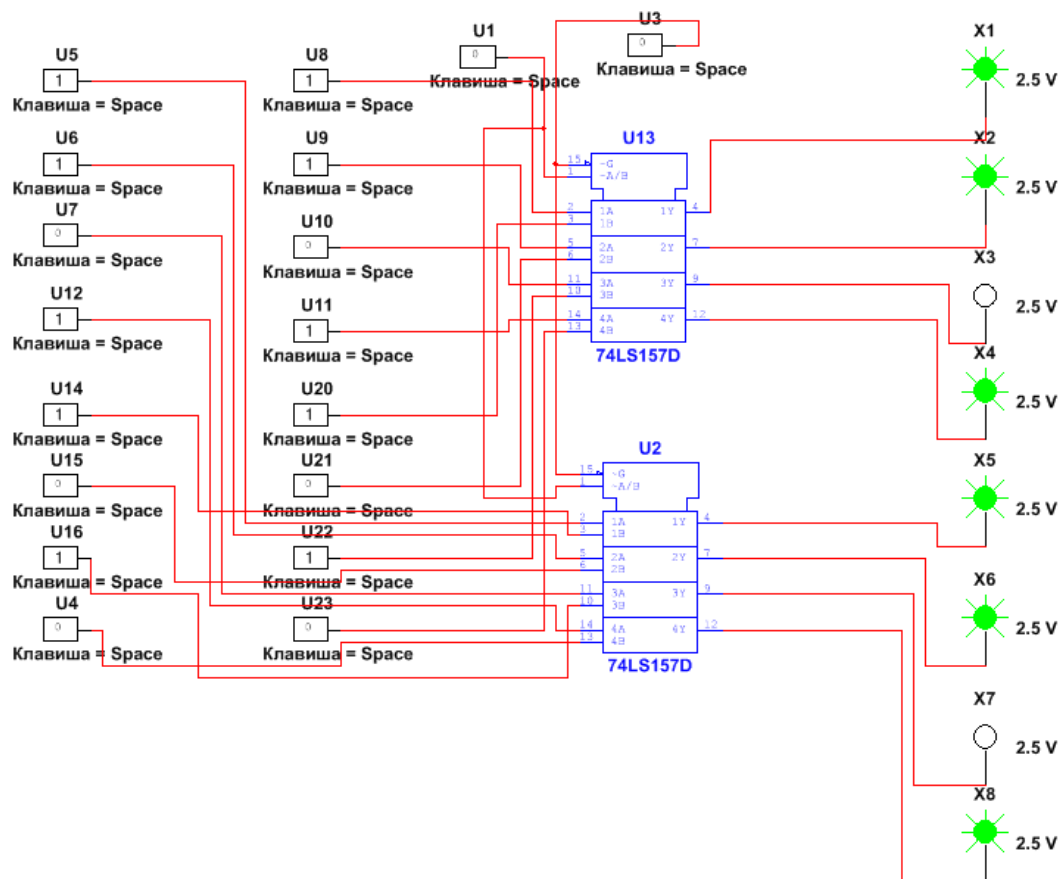 U3
X1
U1
0
U5
U8
0
1
1
Клавиша = Space
2.5 V
Клавиша = Space
Клавиша = Space
Клавиша = Space
U6
U9
U13
X2
1
1
15
~G
1
~A/B
Клавиша = Space
Клавиша = Space
2.5 V
U7
2
1A
1Y
4
0
U10
3
1B
0
5
2A
2Y
7
Клавиша = Space
Клавиша = Space
6
2B
X3
U12
11
3A
3Y
9
U11
10
3B
2.5 V
1
1
14
4A
4Y
12
Клавиша = Space
Клавиша = Space
13
4B
74LS157D
X4
U14
U20
1
1
2.5 V
Клавиша = Space
Клавиша = Space
U15
U21
U2
X5
0
0
15
~G
1
~A/B
Клавиша = Space
Клавиша = Space
2.5 V
U16
U22
2
1A
1Y
4
3
1B
1
1
5
2A
2Y
7
Клавиша = Space
Клавиша = Space
6
2B
X6
U4
U23
11
3A
3Y
9
10
3B
0
0
14
4A
4Y
12
2.5 V
Клавиша = Space
Клавиша = Space
13
4B
74LS157D
X7
2.5 V
X8
2.5 V